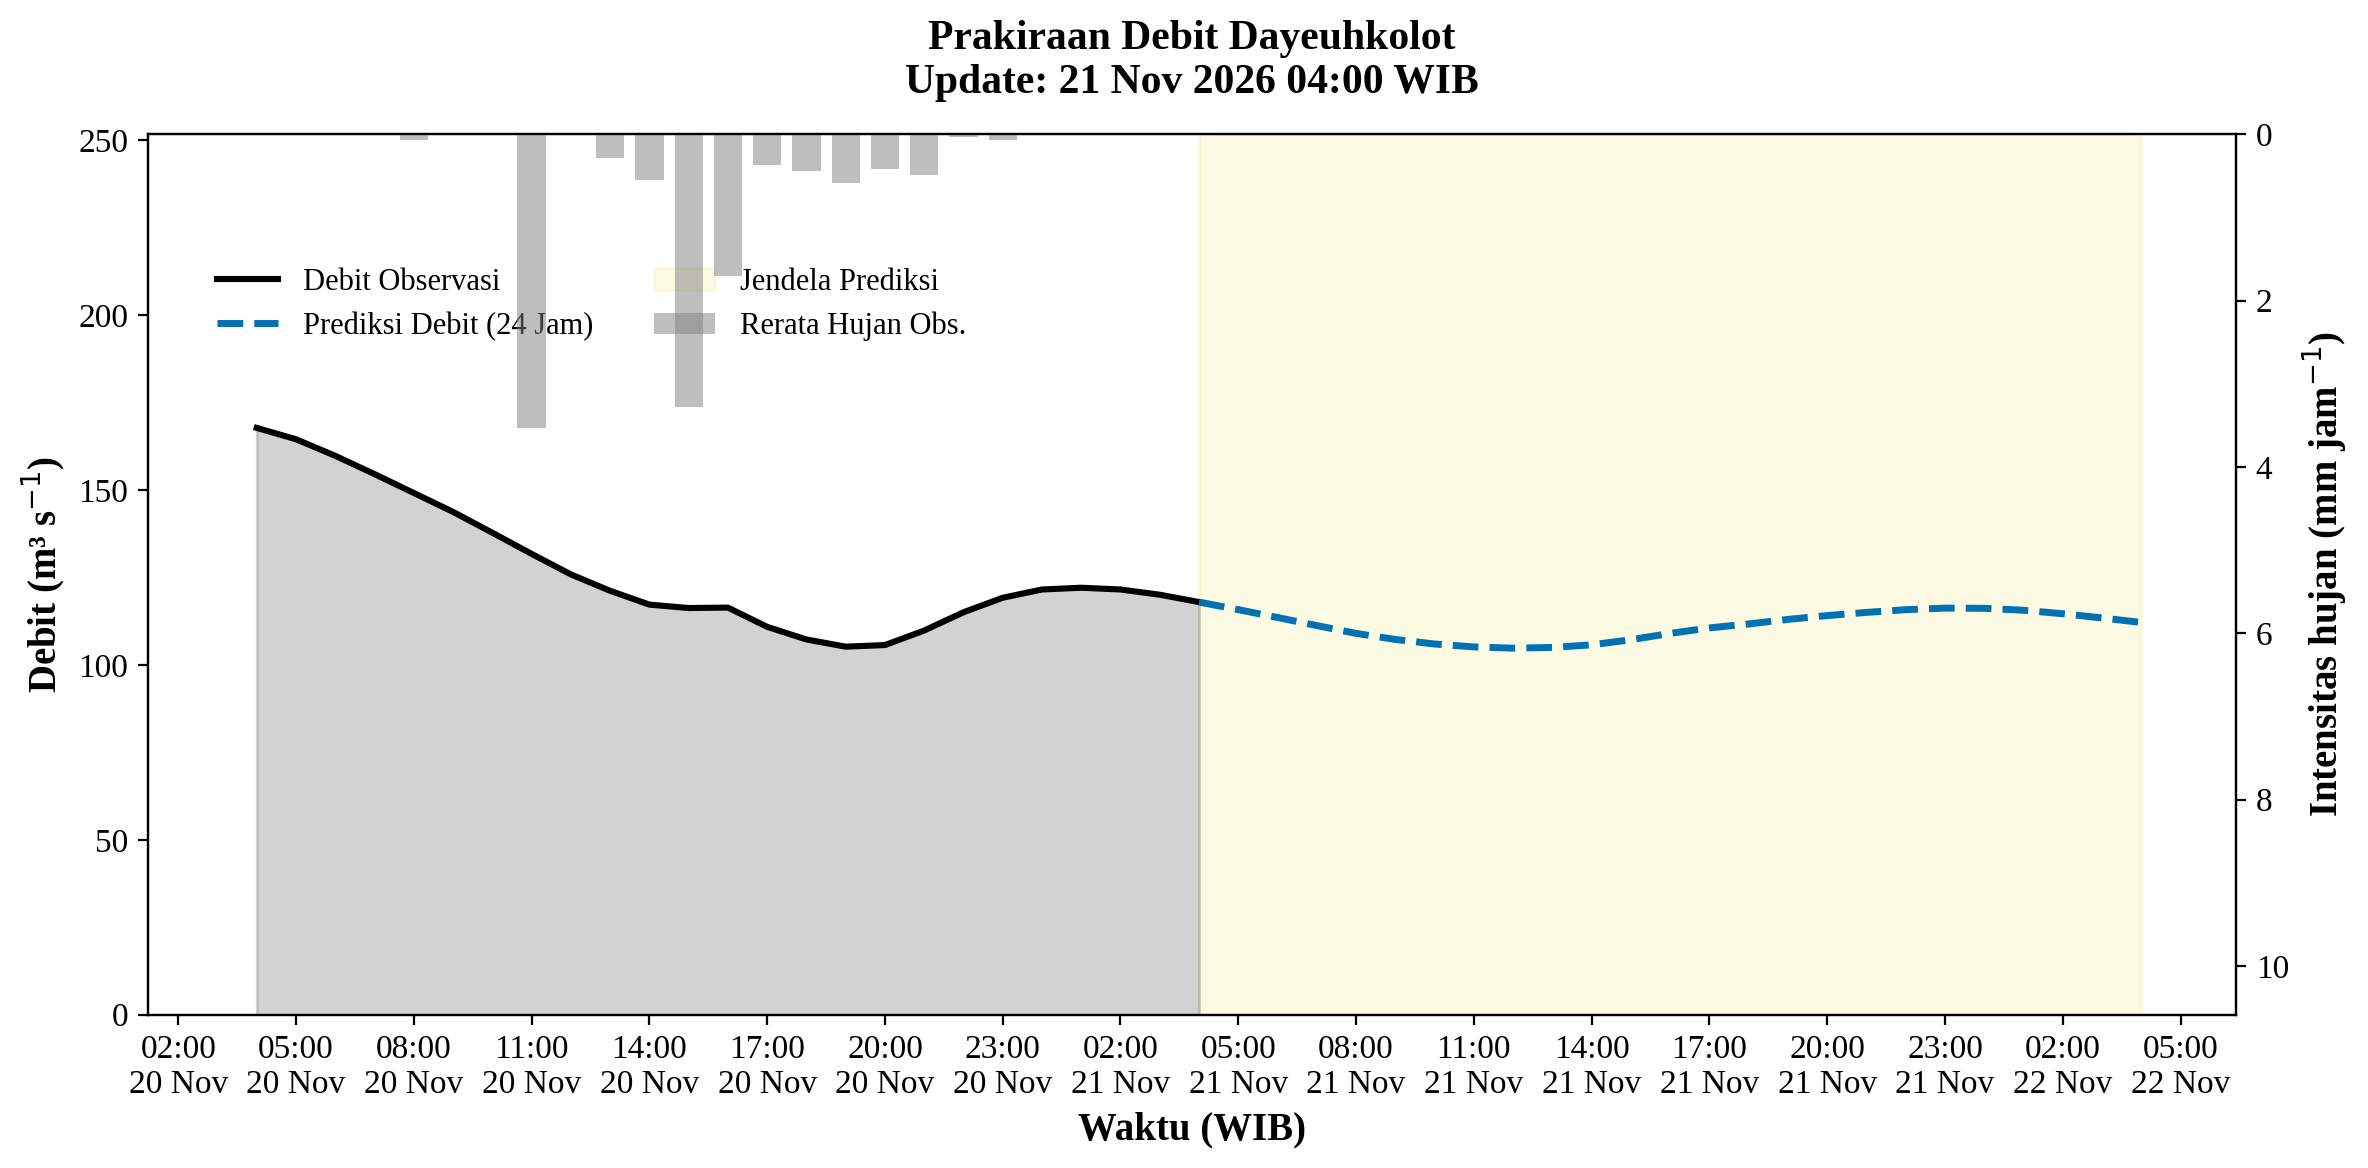 Prakiraan Debit Dayeuhkolot
Update: 21 Nov 2026 04:00 WIB
Debit (m³ s⁻¹)
250
200
150
100
50
0
Debit Observasi
Prediksi Debit (24 Jam)
Jendela Prediksi
Rerata Hujan Obs.
0
2
4
6
8
10
Intensitas hujan (mm jam⁻¹)
02:00 05:00 08:00 11:00 14:00 17:00 20:00 23:00 02:00 05:00 08:00 11:00 14:00 17:00 20:00 23:00 02:00 05:00
20 Nov 20 Nov 20 Nov 20 Nov 20 Nov 20 Nov 20 Nov 20 Nov 21 Nov 21 Nov 21 Nov 21 Nov 21 Nov 21 Nov 21 Nov 21 Nov 22 Nov 22 Nov
Waktu (WIB)